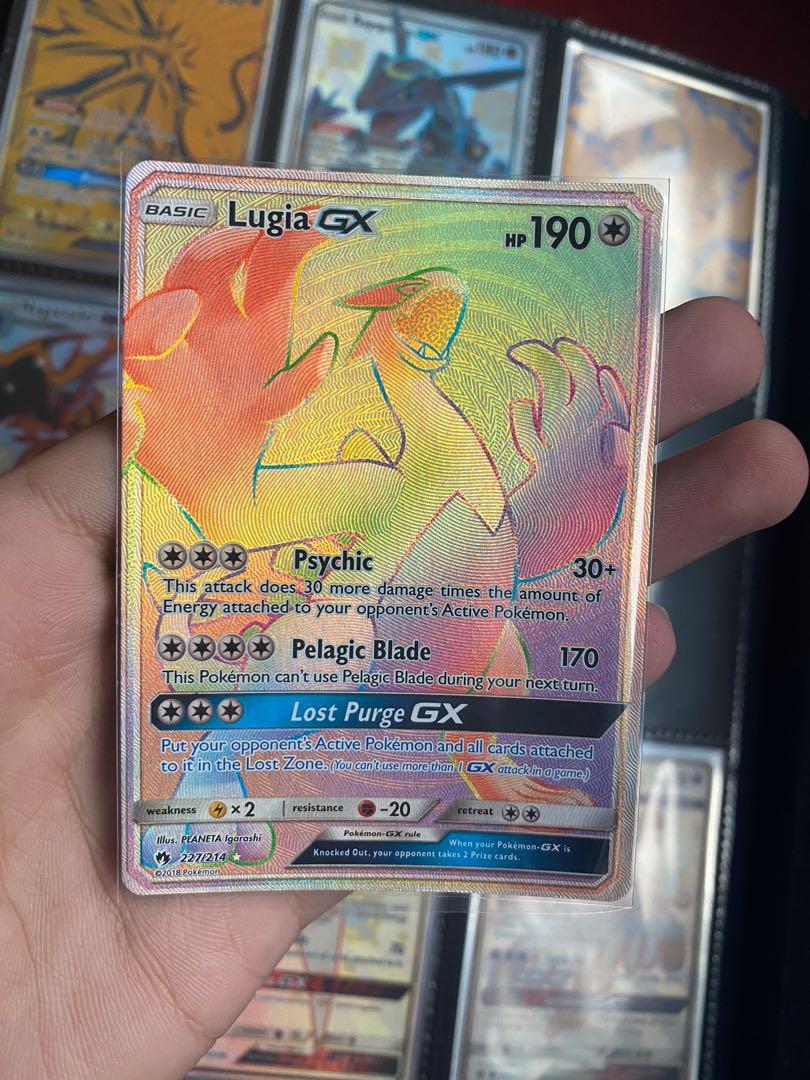 BASIC Lugia GX HP 190
Psychic 30+
This attack does 30 more damage times the amount of
Energy attached to your opponent's Active Pokémon.
Pelagic Blade 170
This Pokémon can't use Pelagic Blade during your next turn.
Lost Purge GX
Put your opponent's Active Pokémon and all cards attached
to it in the Lost Zone. (You can't use more than 1 GX attack in a game.)
weakness ×2 resistance -20 retreat
Illus. PLANETA Igarashi
227/214
©2018 Pokémon
Pokémon-GX rule
When your Pokémon-GX is
Knocked Out, your opponent takes 2 Prize cards.